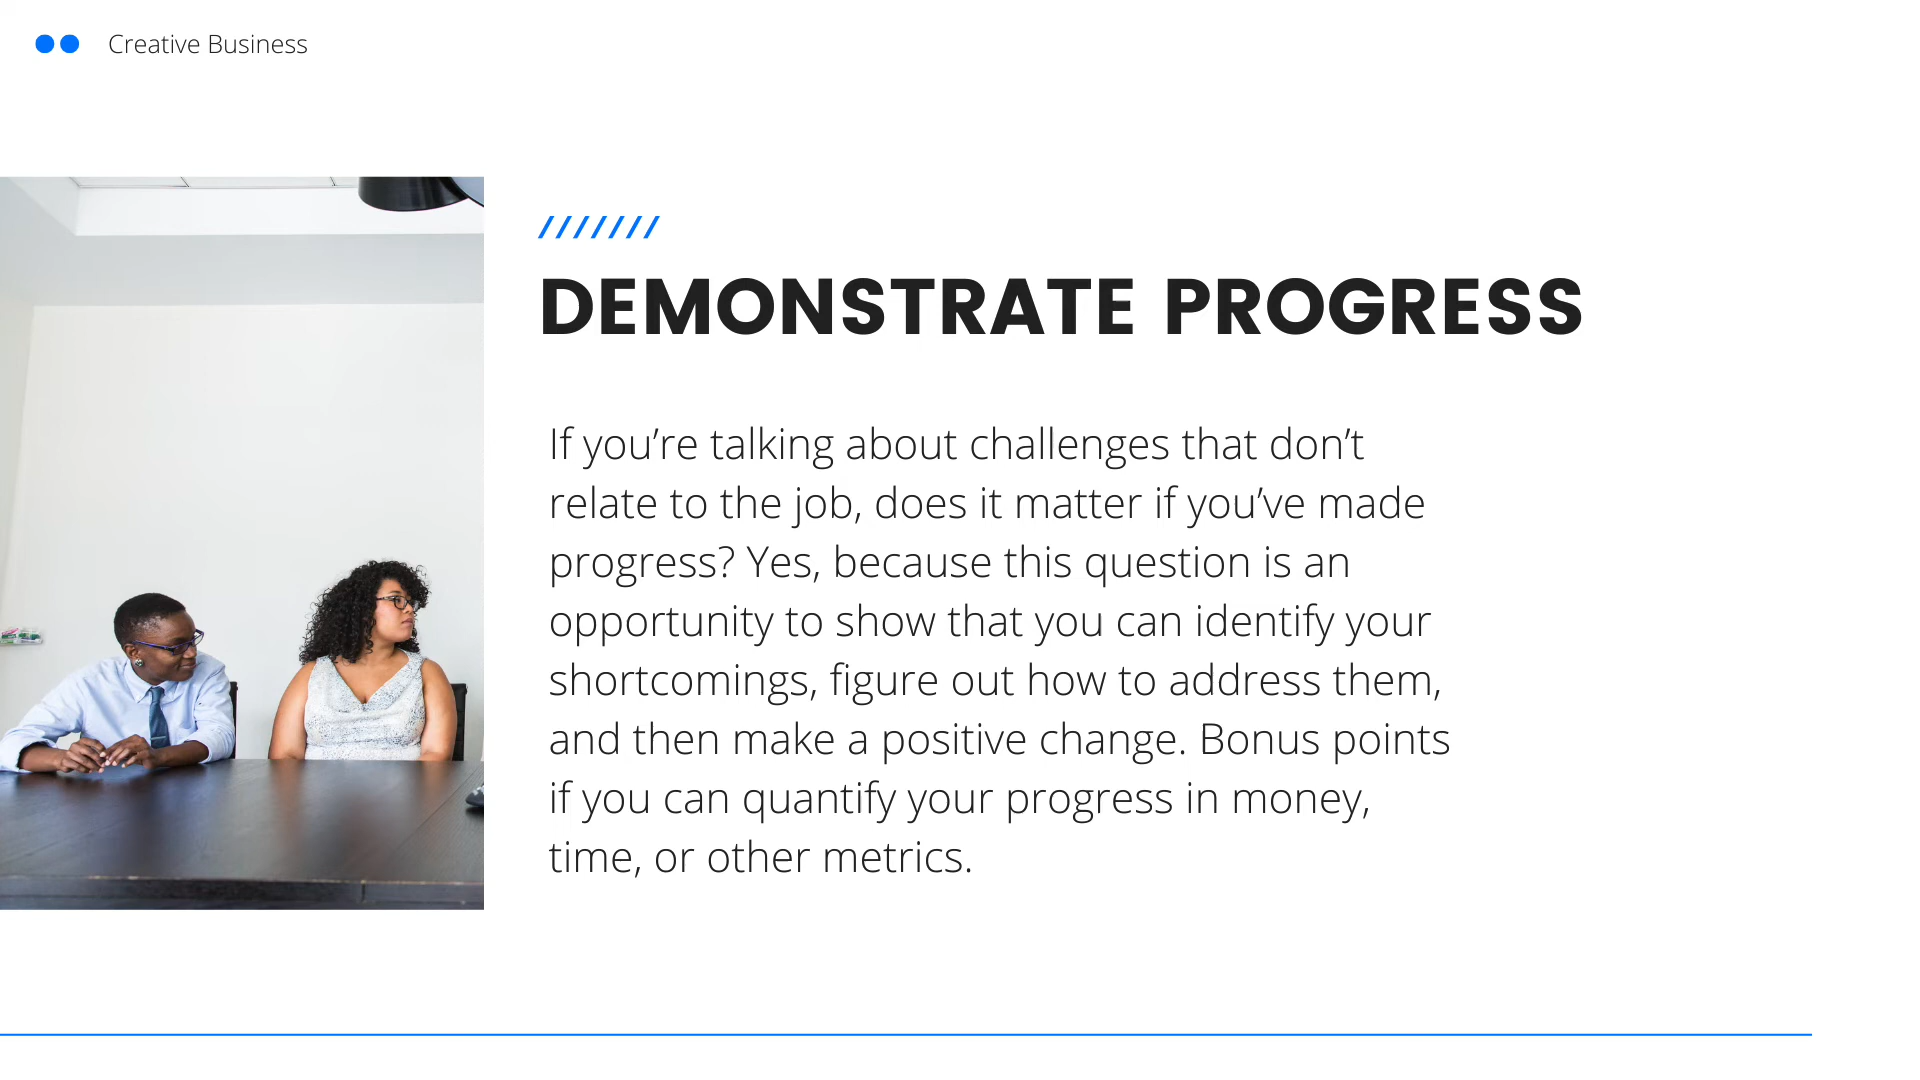 Creative Business
DEMONSTRATE PROGRESS
If you’re talking about challenges that don’t
relate to the job, does it matter if you’ve made
progress? Yes, because this question is an
opportunity to show that you can identify your
shortcomings, figure out how to address them,
and then make a positive change. Bonus points
if you can quantify your progress in money,
time, or other metrics.